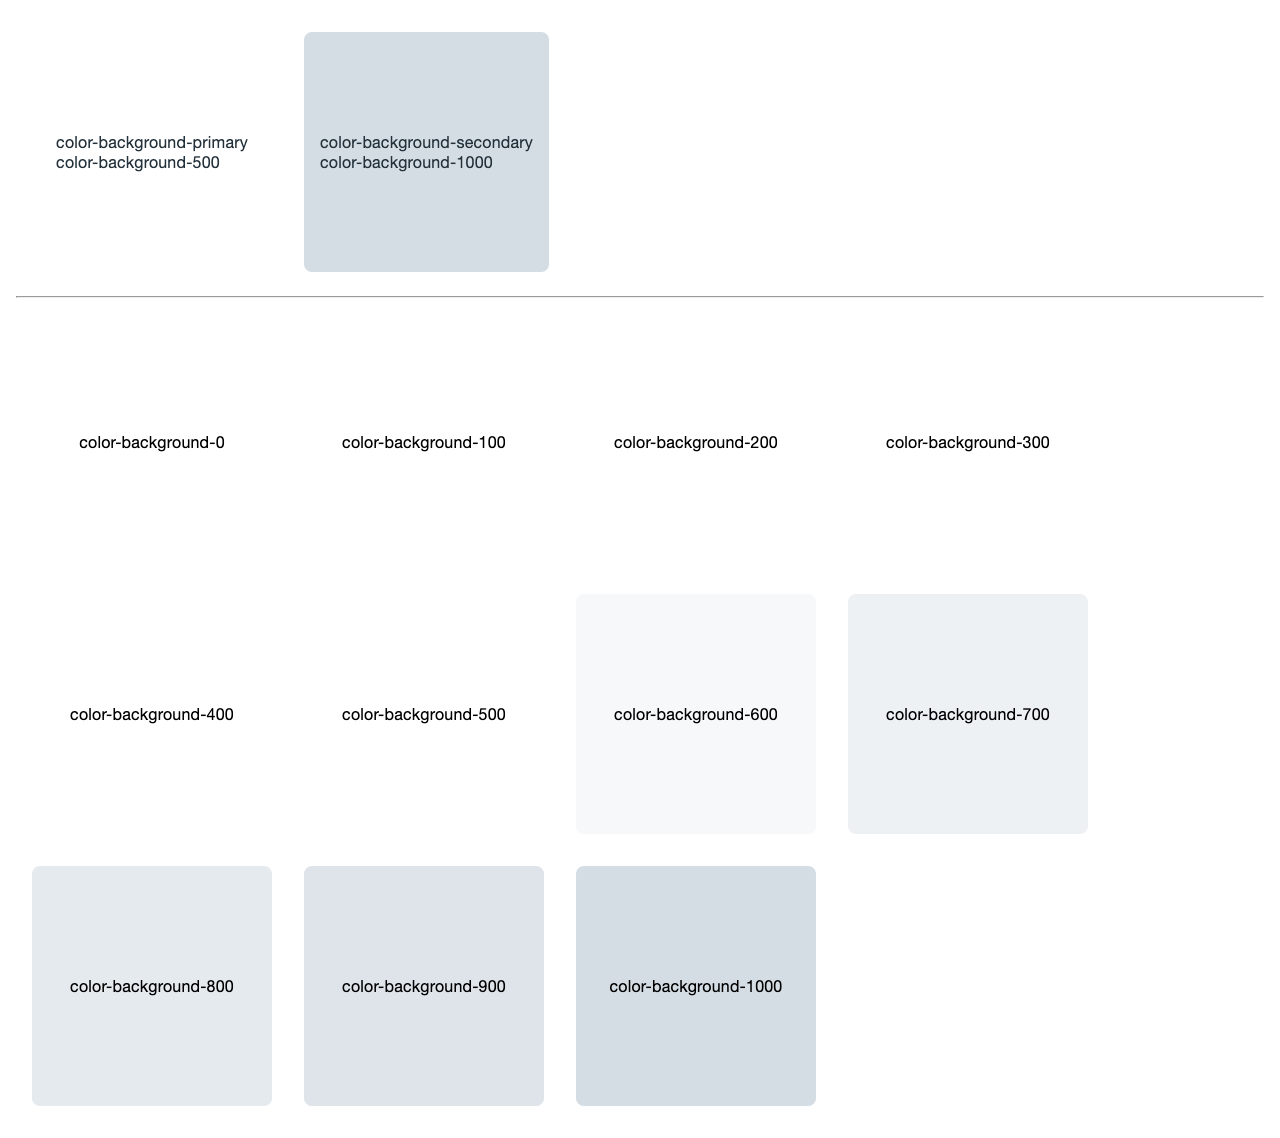 color-background-primary
color-background-500
color-background-secondary
color-background-1000
color-background-0
color-background-100
color-background-200
color-background-300
color-background-400
color-background-500
color-background-600
color-background-700
color-background-800
color-background-900
color-background-1000